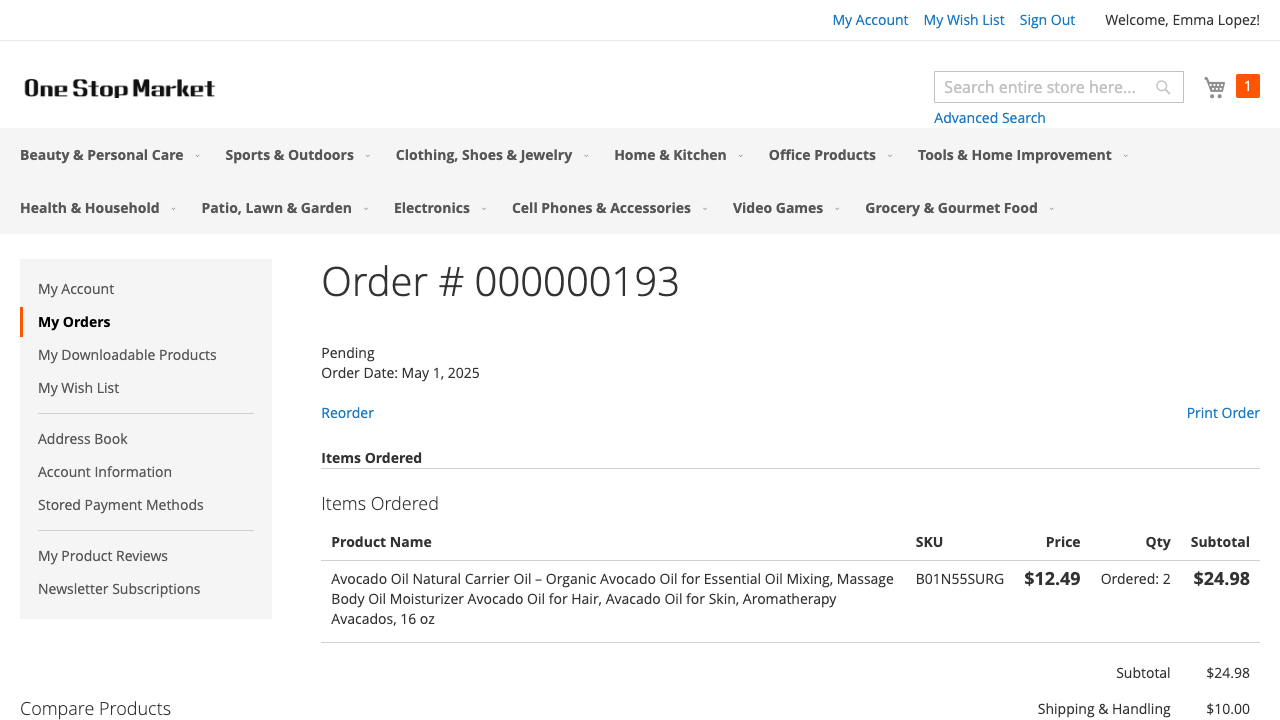 My Account My Wish List Sign Out Welcome, Emma Lopez!
One Stop Market
Search entire store here...
1
Advanced Search
Beauty & Personal Care Sports & Outdoors Clothing, Shoes & Jewelry Home & Kitchen Office Products Tools & Home Improvement
Health & Household Patio, Lawn & Garden Electronics Cell Phones & Accessories Video Games Grocery & Gourmet Food
My Account
My Orders
My Downloadable Products
My Wish List
Address Book
Account Information
Stored Payment Methods
My Product Reviews
Newsletter Subscriptions
Compare Products
Order # 000000193
Pending
Order Date: May 1, 2025
Reorder Print Order
Items Ordered
Items Ordered
Product Name SKU Price Qty Subtotal
Avocado Oil Natural Carrier Oil – Organic Avocado Oil for Essential Oil Mixing, Massage B01N55SURG $12.49 Ordered: 2 $24.98
Body Oil Moisturizer Avocado Oil for Hair, Avacado Oil for Skin, Aromatherapy
Avacados, 16 oz
Subtotal $24.98
Shipping & Handling $10.00